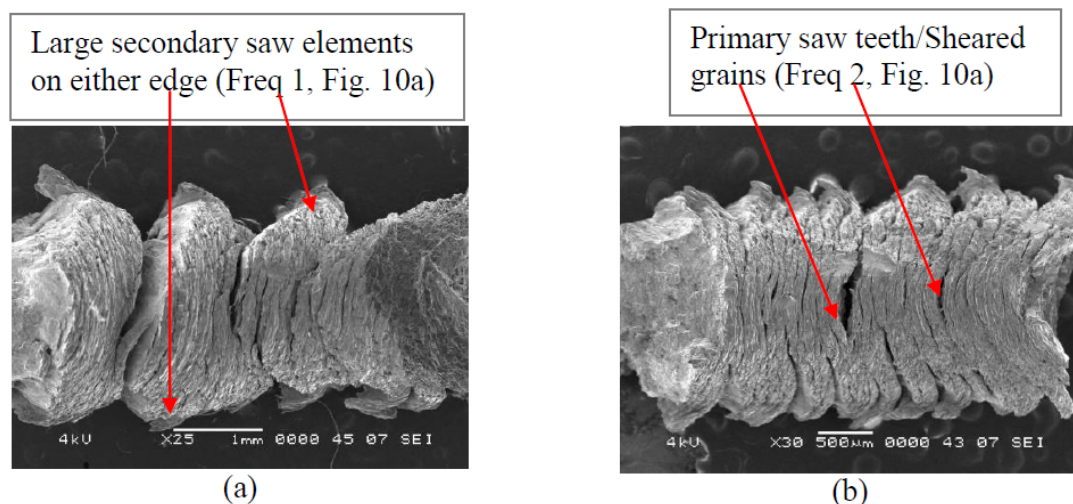 Large secondary saw elements
on either edge (Freq 1, Fig. 10a)
Primary saw teeth/Sheared
grains (Freq 2, Fig. 10a)
4kU X25 1mm 0000 45 07 SEI
4kU X30 500μm 0000 43 07 SEI
(a)
(b)